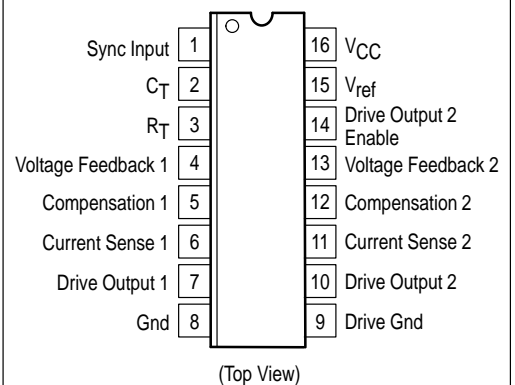 Sync Input 1 16 VCC
CT 2 15 Vref
RT 3 14 Drive Output 2
Enable
Voltage Feedback 1 4 13 Voltage Feedback 2
Compensation 1 5 12 Compensation 2
Current Sense 1 6 11 Current Sense 2
Drive Output 1 7 10 Drive Output 2
Gnd 8 9 Drive Gnd
(Top View)